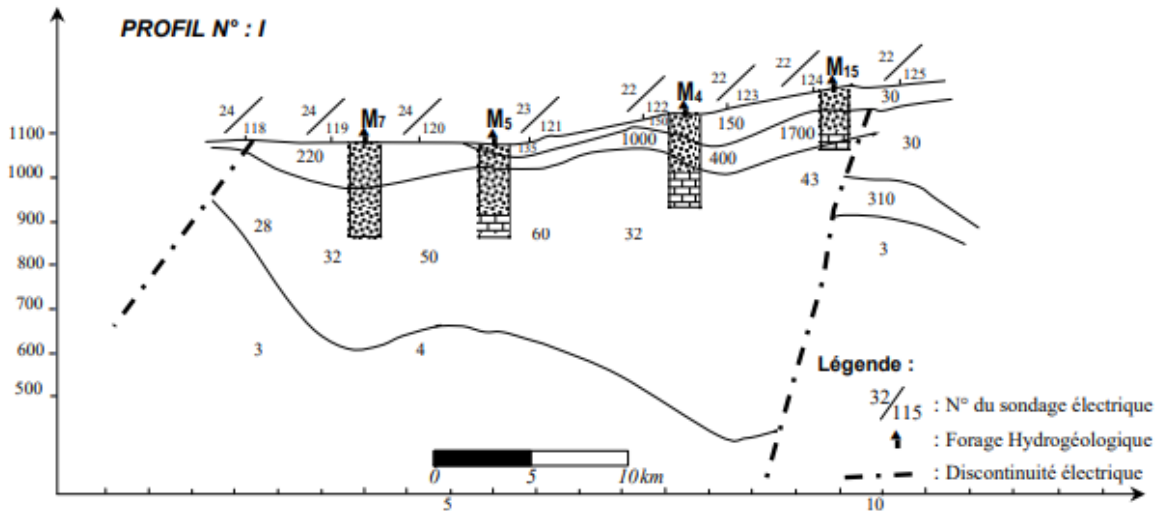 PROFIL N° : I
22 22
22 M15 125
22 124 30
22 M4 123
23 122 150 150
24 24 24 M5 121 1000 1700
118 119 M7 120 135
1100
220 400 30
1000 43
310
900
28 60 32 3
800 32 50
700
600 3 4
500
Légende :
32/115 : N° du sondage électrique
: Forage Hydrogéologique
: Discontinuité électrique
0 5 10 km
5 10